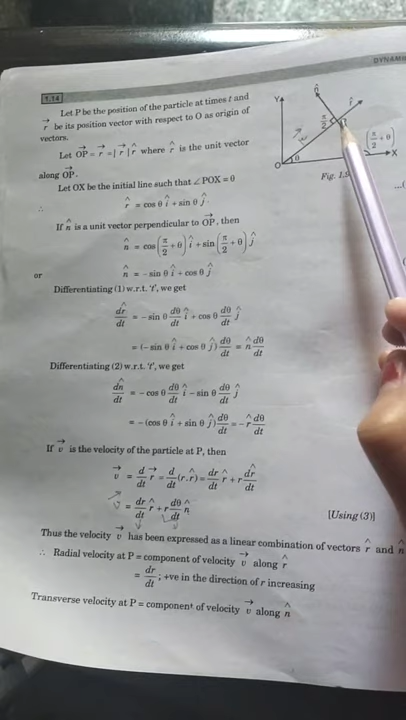 DYNAMI
1.14
Let P be the position of the particle at times t and
r⃗ be its position vector with respect to O as origin of
vectors.
Let OP⃗ = r⃗ = |r⃗| r̂ where r̂ is the unit vector
along OP⃗.
Let OX be the initial line such that ∠POX = θ
∴ r̂ = cos θ î + sin θ ĵ
If n̂ is a unit vector perpendicular to OP⃗, then
n̂ = cos(π/2 + θ) î + sin(π/2 + θ) ĵ
or n̂ = – sin θ î + cos θ ĵ
Differentiating (1) w.r.t. 't', we get
dr̂/dt = – sin θ dθ/dt î + cos θ dθ/dt ĵ
= (– sin θ î + cos θ ĵ) dθ/dt = n̂ dθ/dt
Differentiating (2) w.r.t. 't', we get
dn̂/dt = – cos θ dθ/dt î – sin θ dθ/dt ĵ
= – (cos θ î + sin θ ĵ) dθ/dt = – r̂ dθ/dt
If v⃗ is the velocity of the particle at P, then
v⃗ = d/dt r⃗ = d/dt (r. r̂) = dr/dt r̂ + r dr̂/dt
v⃗ = dr/dt r̂ + r dθ/dt n̂ [Using (3)]
Thus the velocity v⃗ has been expressed as a linear combination of vectors r̂ and n̂
∴ Radial velocity at P = component of velocity v⃗ along r̂
= dr/dt ; +ve in the direction of r increasing
Transverse velocity at P = component of velocity v⃗ along n̂
Y
n̂
r̂
π/2
(π/2 + θ)
O
θ
X
Fig. 1.
...(